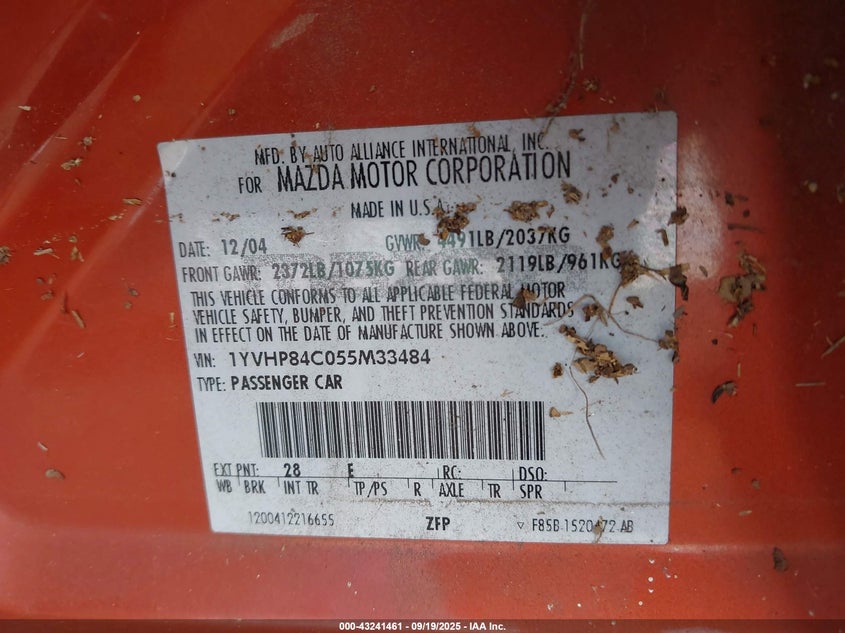 MFD. BY AUTO ALLIANCE INTERNATIONAL, INC.
FOR MAZDA MOTOR CORPORATION
MADE IN U.S.A.
DATE: 12/04 GVWR: 4491LB/2037KG
FRONT GAWR: 2372LB/1075KG REAR GAWR: 2119LB/961KG
THIS VEHICLE CONFORMS TO ALL APPLICABLE FEDERAL MOTOR
VEHICLE SAFETY, BUMPER, AND THEFT PREVENTION STANDARDS
IN EFFECT ON THE DATE OF MANUFACTURE SHOWN ABOVE.
VIN: 1YVHP84C055M33484
TYPE: PASSENGER CAR
EXT PNT: 28 E RC: DSO:
WB BRK INT TR TP/PS R AXLE TR SPR
1200412216655 ZFP ▽ F85B 1520472 AB
000-43241461 - 09/19/2025 - IAA Inc.